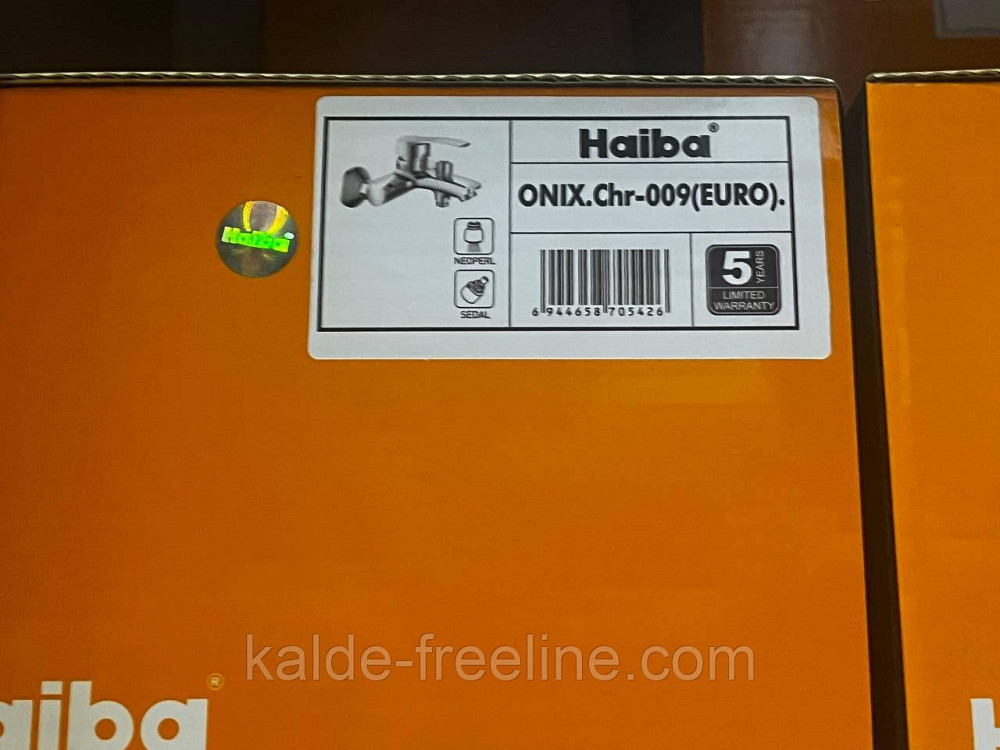 Haiba®
ONIX.Chr-009(EURO).
Haiba®
NEOPERL
SEDAL
6 944658 705426
5 YEARS
LIMITED
WARRANTY
kalde-freeline.com
aiba®
H